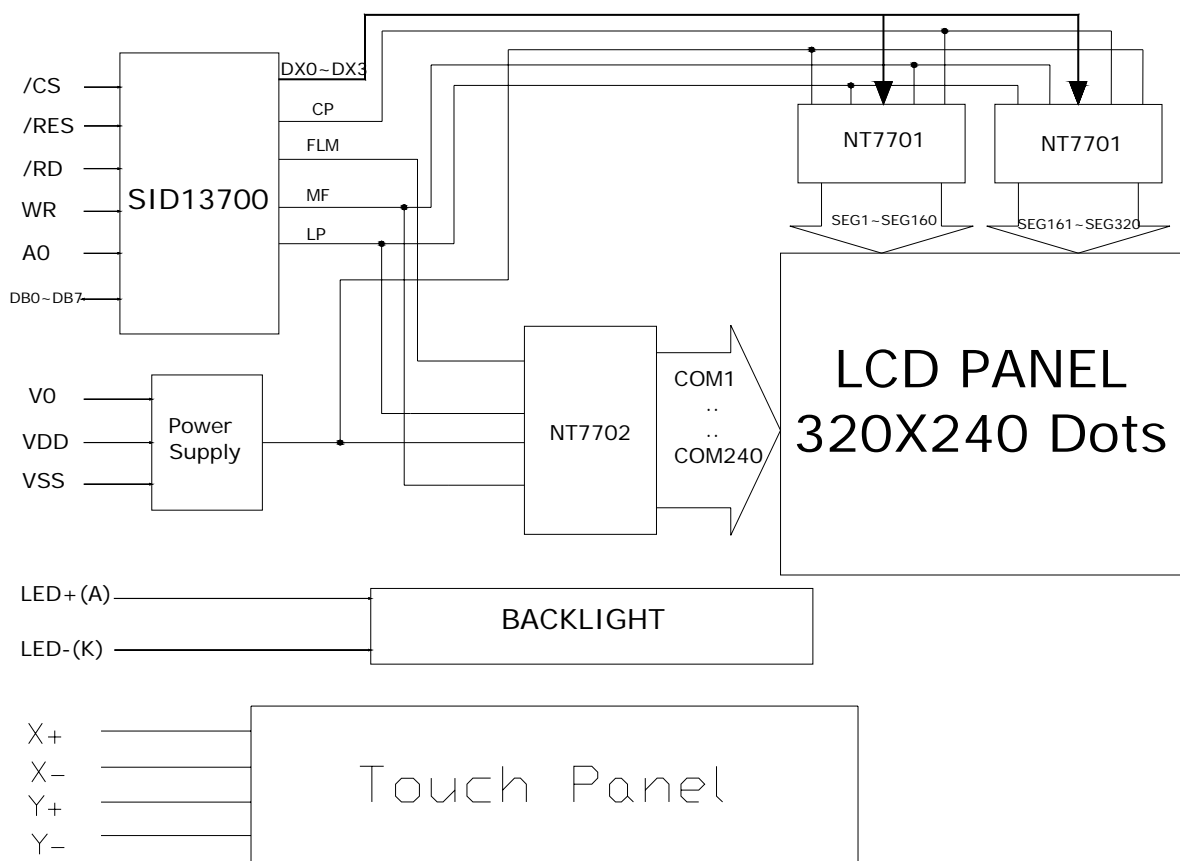 DX0~DX3
/CS
CP
/RES
FLM
/RD
SID13700
MF
WR
LP
A0
DB0~DB7
NT7701
NT7701
SEG1~SEG160
SEG161~SEG320
LCD PANEL
320X240 Dots
V0
VDD
VSS
Power
Supply
NT7702
COM1
..
..
COM240
LED+(A)
LED-(K)
BACKLIGHT
X+
X-
Y+
Y-
Touch Panel